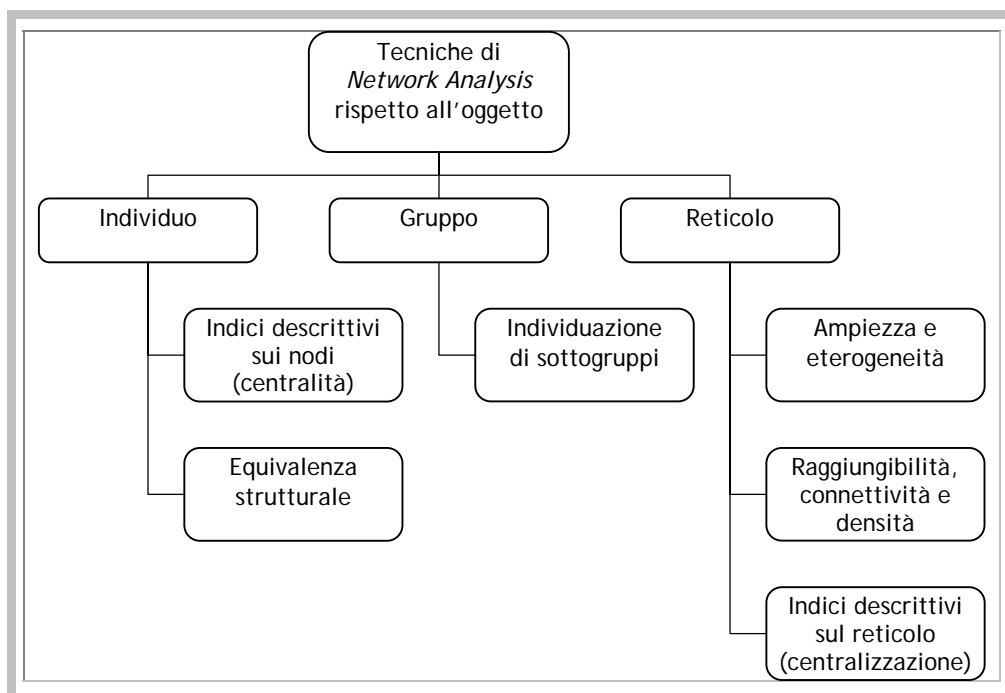 Tecniche di
Network Analysis
rispetto all'oggetto
Individuo
Gruppo
Reticolo
Indici descrittivi
sui nodi
(centralità)
Individuazione
di sottogruppi
Ampiezza e
eterogeneità
Equivalenza
strutturale
Raggiungibilità,
connettività e
densità
Indici descrittivi
sul reticolo
(centralizzazione)